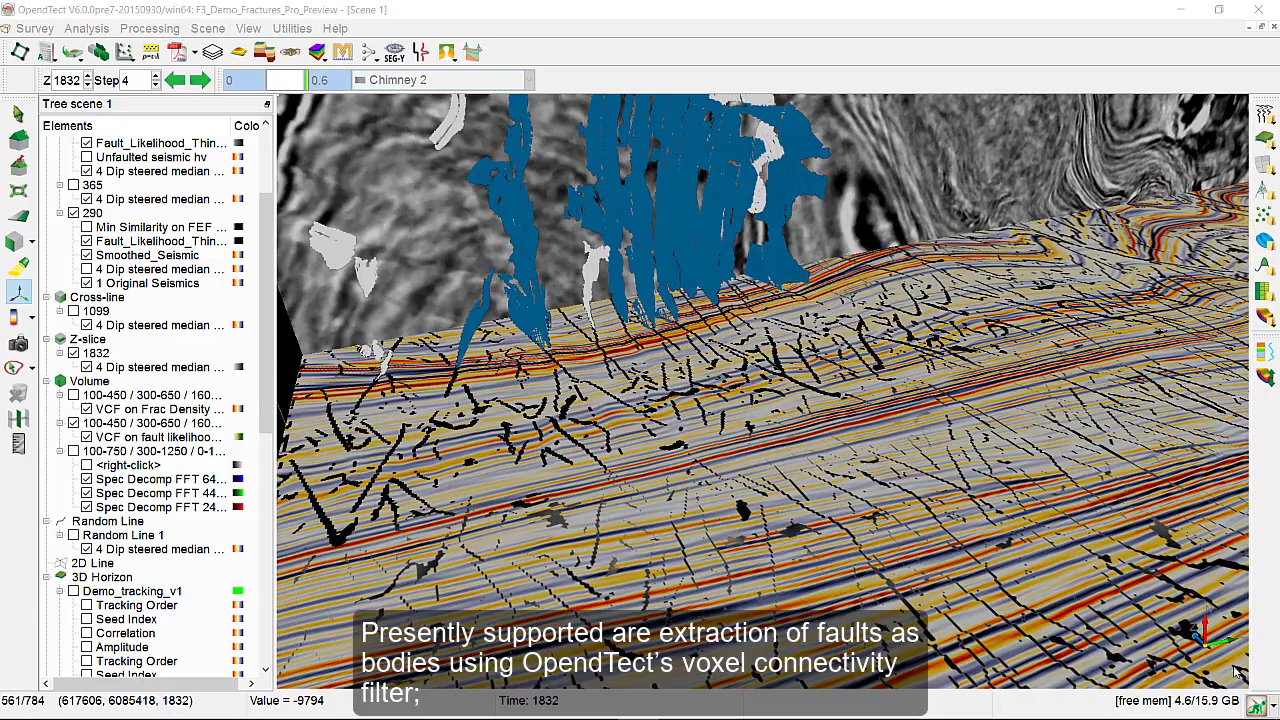 OpendTect V6.0.0pre7-20150930/win64: F3_Demo_Fractures_Pro_Preview - [Scene 1]
Survey Analysis Processing Scene View Utilities Help
PDF SEG-Y
Z 1832 Step 4 0 0.6 Chimney 2
Tree scene 1
Elements Colo
Fault_Likelihood_Thin...
Unfaulted seismic hv
4 Dip steered median ...
365
4 Dip steered median ...
290
Min Similarity on FEF ...
Fault_Likelihood_Thin...
Smoothed_Seismic
4 Dip steered median ...
1 Original Seismics
Cross-line
1099
4 Dip steered median ...
Z-slice
1832
4 Dip steered median ...
Volume
100-450 / 300-650 / 160...
VCF on Frac Density ...
100-450 / 300-650 / 160...
VCF on fault likelihoo...
100-750 / 300-1250 / 0-1...
<right-click>
Spec Decomp FFT 64...
Spec Decomp FFT 44...
Spec Decomp FFT 24...
Random Line
Random Line 1
4 Dip steered median ...
2D Line
3D Horizon
Demo_tracking_v1
Tracking Order
Seed Index
Correlation
Amplitude
Tracking Order
Seed Index
Z
Presently supported are extraction of faults as
bodies using OpendTect’s voxel connectivity
filter;
561/784 (617606, 6085418, 1832) Value = -9794 Time: 1832 [free mem] 4.6/15.9 GB